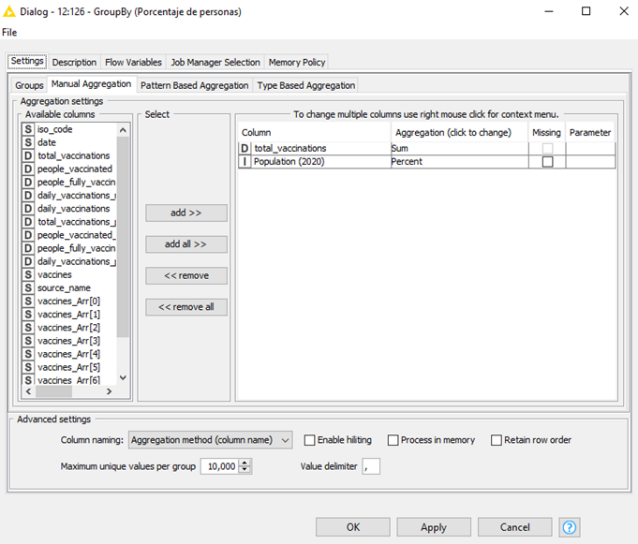 Dialog - 12:126 - GroupBy (Porcentaje de personas)
File
Settings Description Flow Variables Job Manager Selection Memory Policy
Groups Manual Aggregation Pattern Based Aggregation Type Based Aggregation
Aggregation settings
Available columns
S iso_code
S date
D total_vaccinations
D people_vaccinated
D people_fully_vaccin
D daily_vaccinations_
D daily_vaccinations
D total_vaccinations_
D people_vaccinated_
D people_fully_vaccin
D daily_vaccinations_
S vaccines
S source_name
S vaccines_Arr[0]
S vaccines_Arr[1]
S vaccines_Arr[2]
S vaccines_Arr[3]
S vaccines_Arr[4]
S vaccines_Arr[5]
S vaccines_Arr[6]
Select
add >>
add all >>
<< remove
<< remove all
To change multiple columns use right mouse click for context menu.
Column Aggregation (click to change) Missing Parameter
D total_vaccinations Sum
I Population (2020) Percent
Advanced settings
Column naming: Aggregation method (column name) Enable hiliting Process in memory Retain row order
Maximum unique values per group 10,000 Value delimiter ,
OK Apply Cancel ?